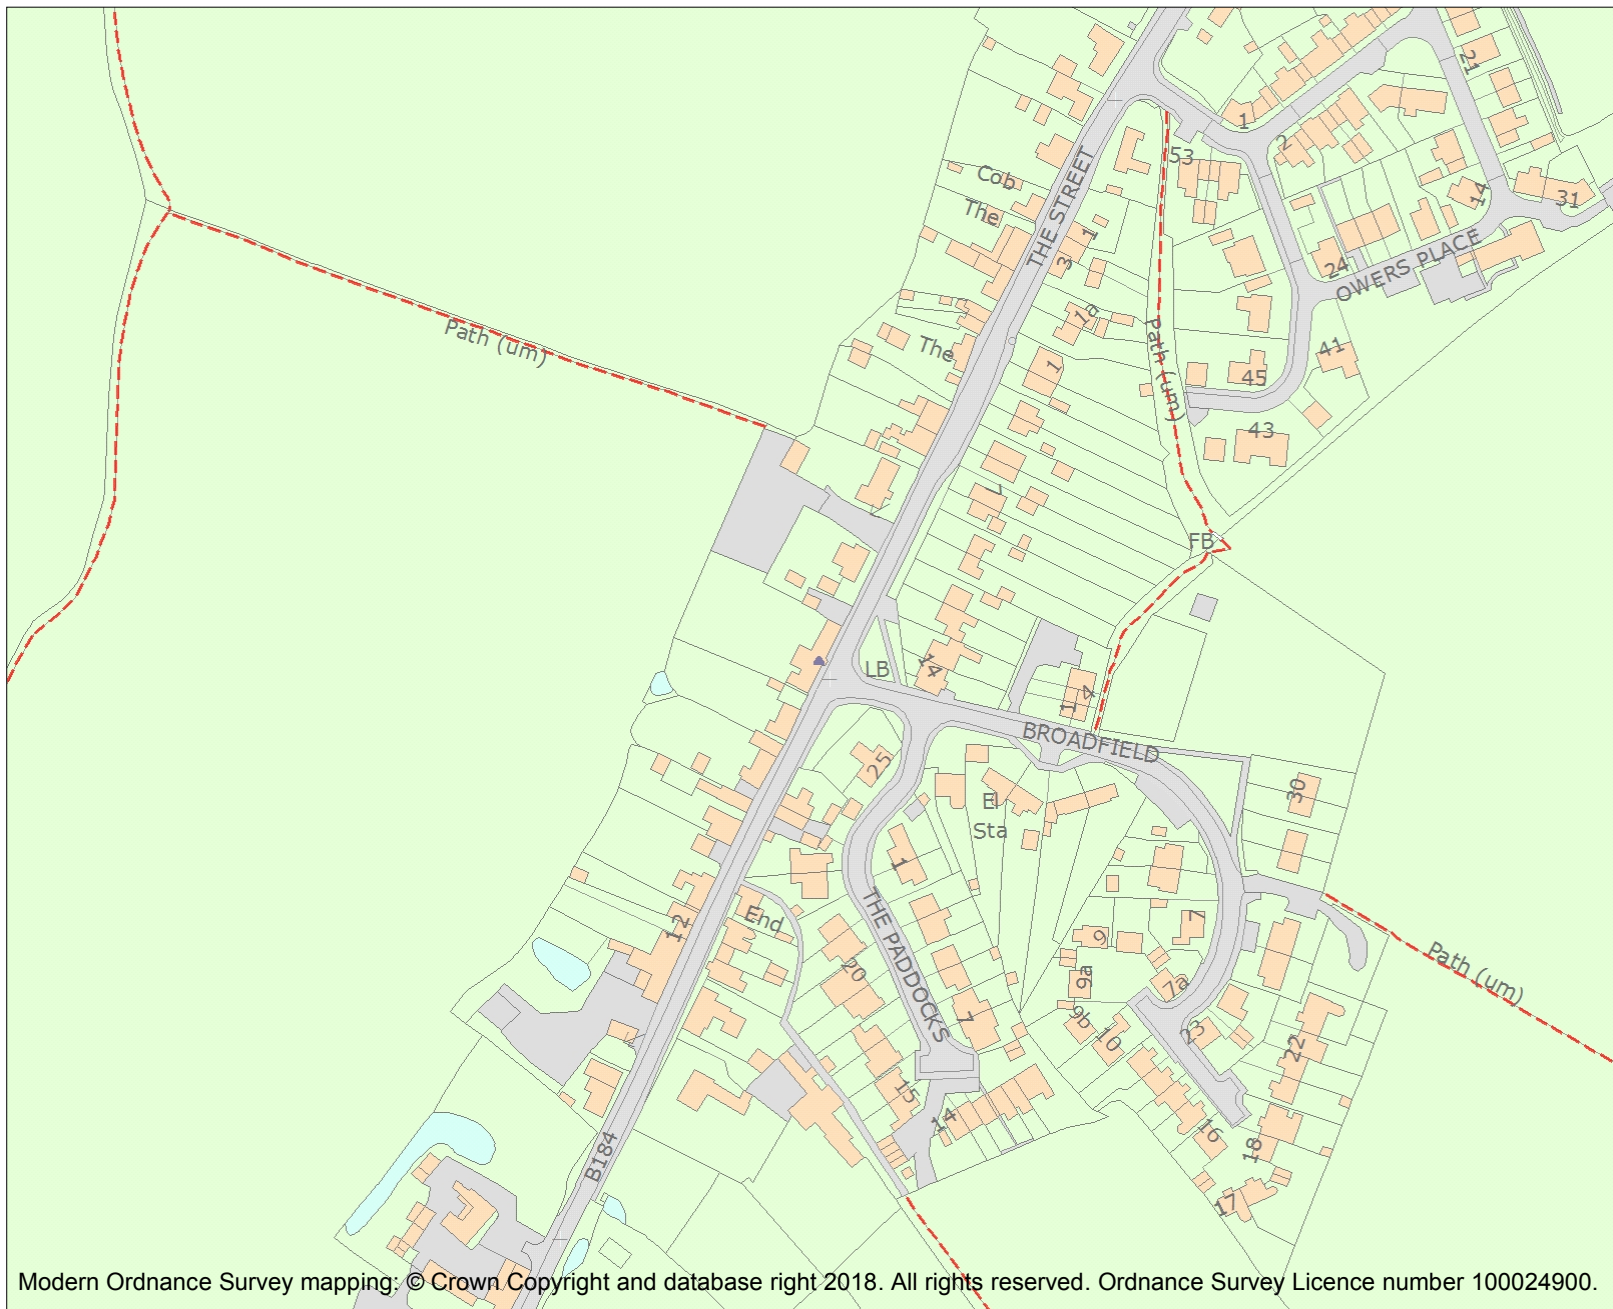 21
1
2
53
Cob
The
THE STREET
1
3
14
31
24
OWERS PLACE
1a
Path (um)
The
Path (um)
1
45
41
43
7
FB
LB
14
1
4
BROADFIELD
25
30
El
Sta
1
THE PADDOCKS
12
End
20
7
9
9a
7a
Path (um)
7
9b
10
23
22
15
14
16
18
17
B184
Modern Ordnance Survey mapping: © Crown Copyright and database right 2018. All rights reserved. Ordnance Survey Licence number 100024900.